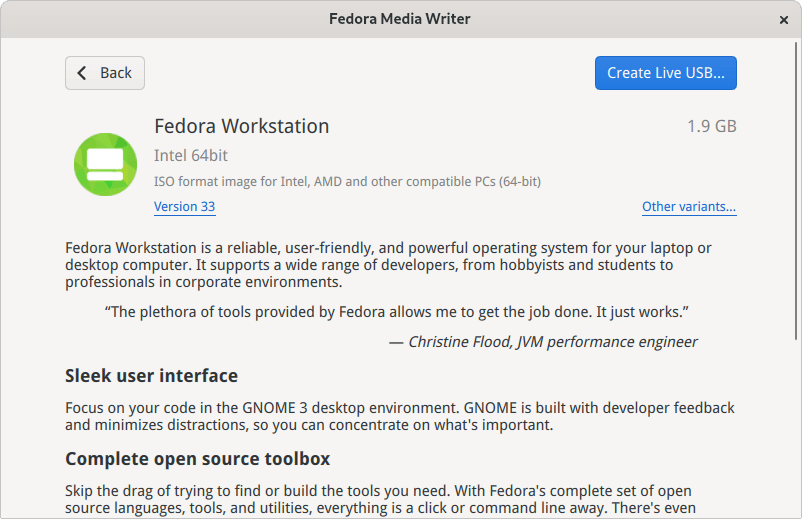 Fedora Media Writer
Back
Create Live USB...
Fedora Workstation
1.9 GB
Intel 64bit
ISO format image for Intel, AMD and other compatible PCs (64-bit)
Version 33
Other variants...
Fedora Workstation is a reliable, user-friendly, and powerful operating system for your laptop or
desktop computer. It supports a wide range of developers, from hobbyists and students to
professionals in corporate environments.
“The plethora of tools provided by Fedora allows me to get the job done. It just works.”
― Christine Flood, JVM performance engineer
Sleek user interface
Focus on your code in the GNOME 3 desktop environment. GNOME is built with developer feedback
and minimizes distractions, so you can concentrate on what's important.
Complete open source toolbox
Skip the drag of trying to find or build the tools you need. With Fedora's complete set of open
source languages, tools, and utilities, everything is a click or command line away. There's even